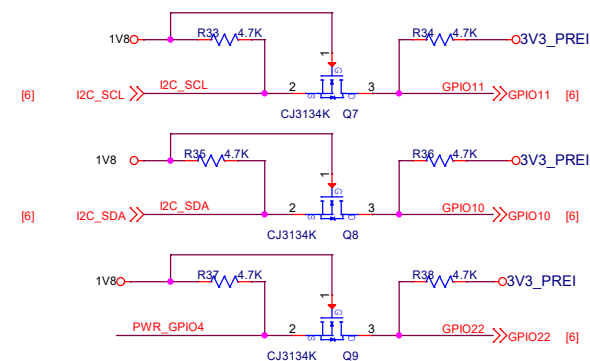 1V8 R33 4.7K R34 4.7K 3V3_PREI
1 G
[6] I2C_SCL I2C_SCL 2 S D 3 GPIO11 GPIO11 [6]
CJ3134K Q7
1V8 R35 4.7K R36 4.7K 3V3_PREI
1 G
[6] I2C_SDA I2C_SDA 2 S D 3 GPIO10 GPIO10 [6]
CJ3134K Q8
1V8 R37 4.7K R38 4.7K 3V3_PREI
1 G
PWR_GPIO4 2 S D 3 GPIO22 GPIO22 [6]
CJ3134K Q9